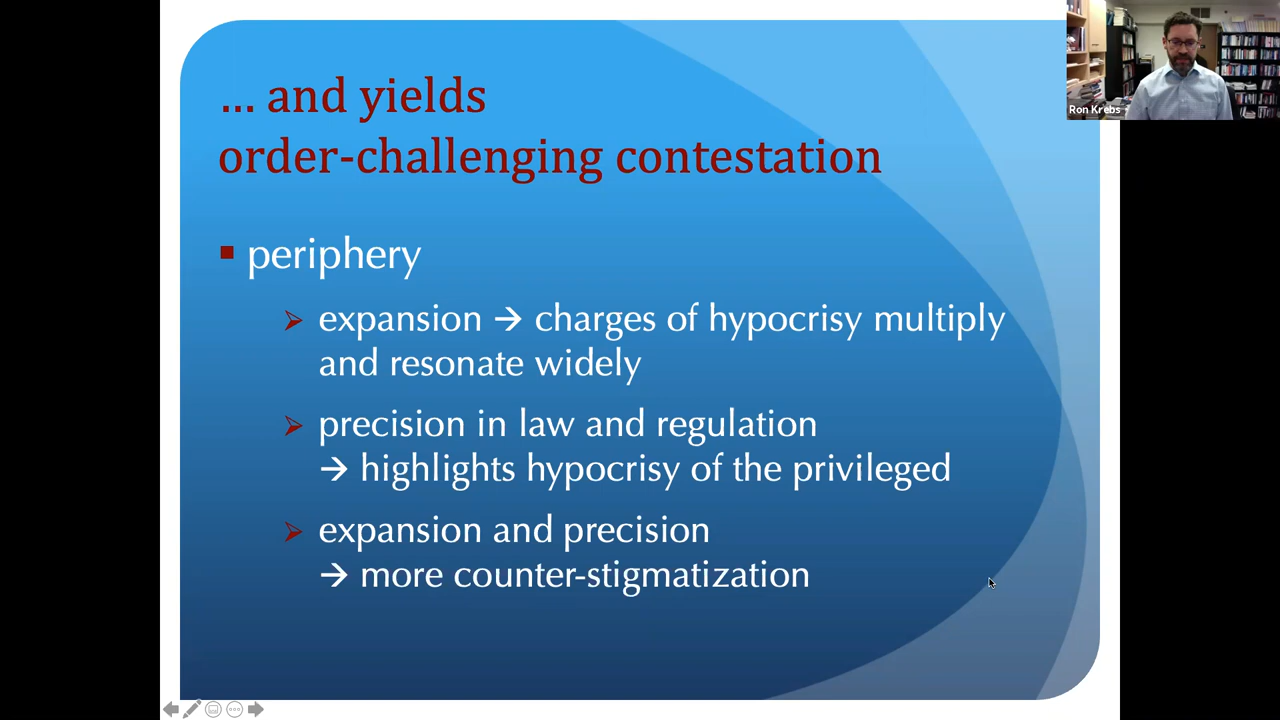 ... and yields
order-challenging contestation
▪ periphery
➢ expansion → charges of hypocrisy multiply
and resonate widely
➢ precision in law and regulation
→ highlights hypocrisy of the privileged
➢ expansion and precision
→ more counter-stigmatization
Ron Krebs